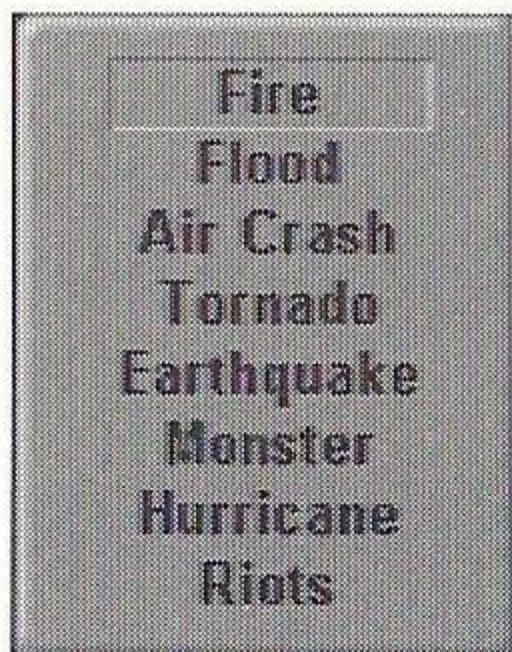 Fire
Flood
Air Crash
Tornado
Earthquake
Monster
Hurricane
Riots